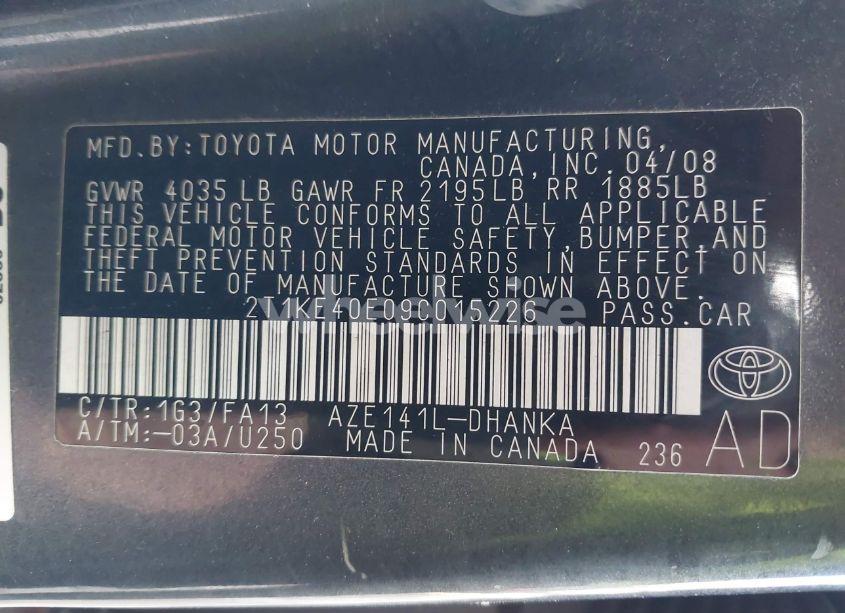 MFD.BY:TOYOTA MOTOR MANUFACTURING,
CANADA,INC. 04/08
GVWR 4035 LB GAWR FR 2195LB RR 1885LB
THIS VEHICLE CONFORMS TO ALL APPLICABLE
FEDERAL MOTOR VEHICLE SAFETY,BUMPER,AND
THEFT PREVENTION STANDARDS IN EFFECT ON
THE DATE OF MANUFACTURE SHOWN ABOVE.
PASS.CAR
C/TR:1G3/FA13 AZE141L-DHANKA
A/TM:-03A/U250 MADE IN CANADA 236 AD